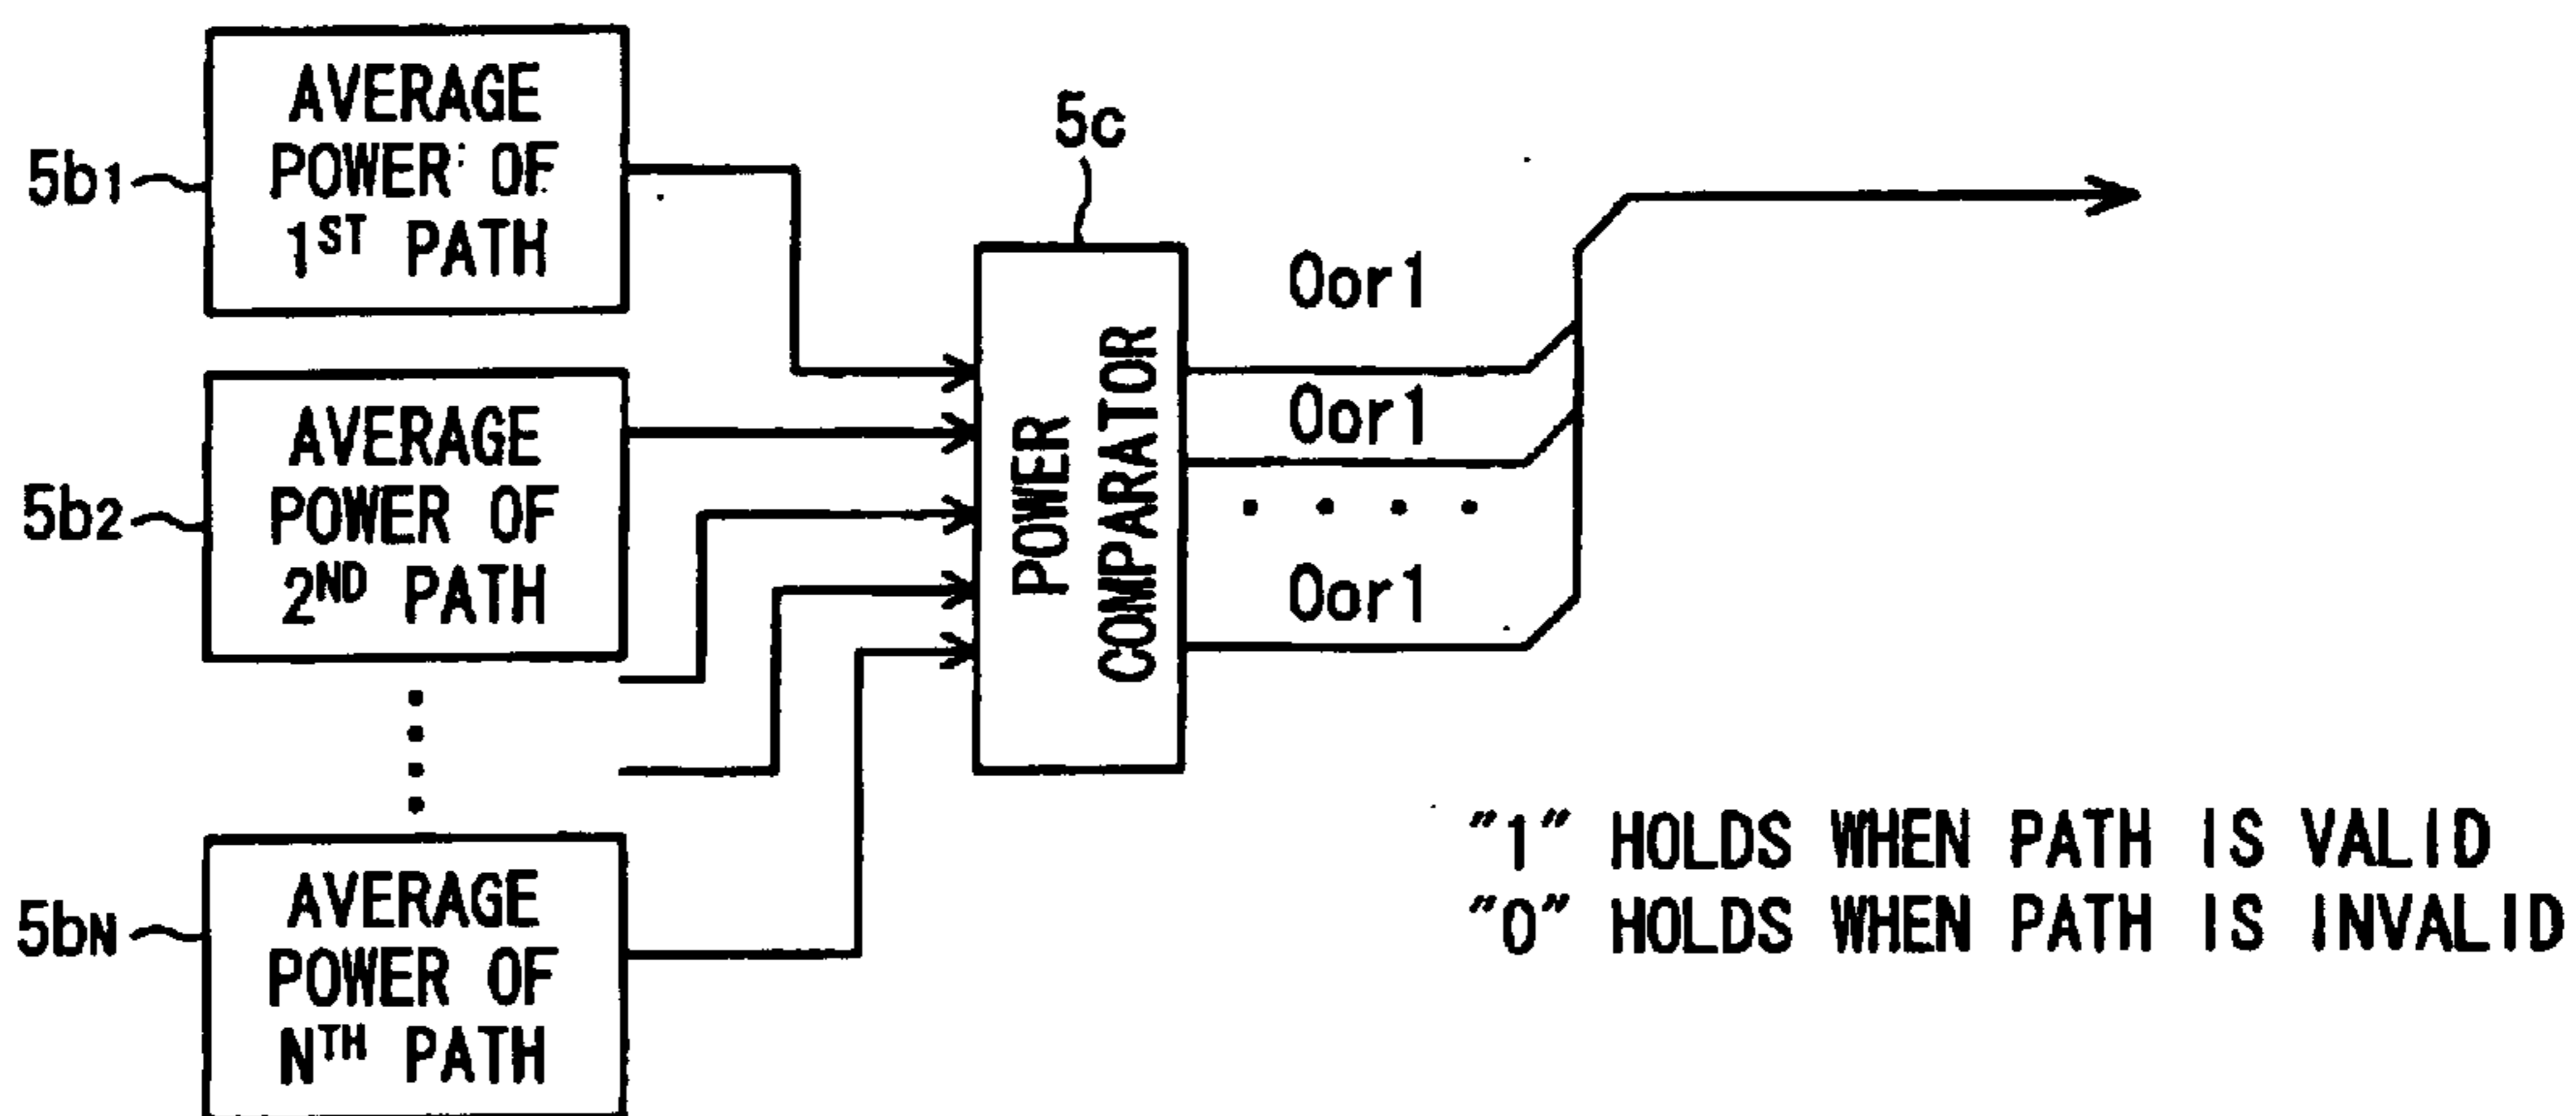 5b1
AVERAGE
POWER OF
1ST PATH
5c
5b2
AVERAGE
POWER OF
2ND PATH
5bN
AVERAGE
POWER OF
NTH PATH
POWER
COMPARATOR
0or1
0or1
0or1
"1" HOLDS WHEN PATH IS VALID
"0" HOLDS WHEN PATH IS INVALID